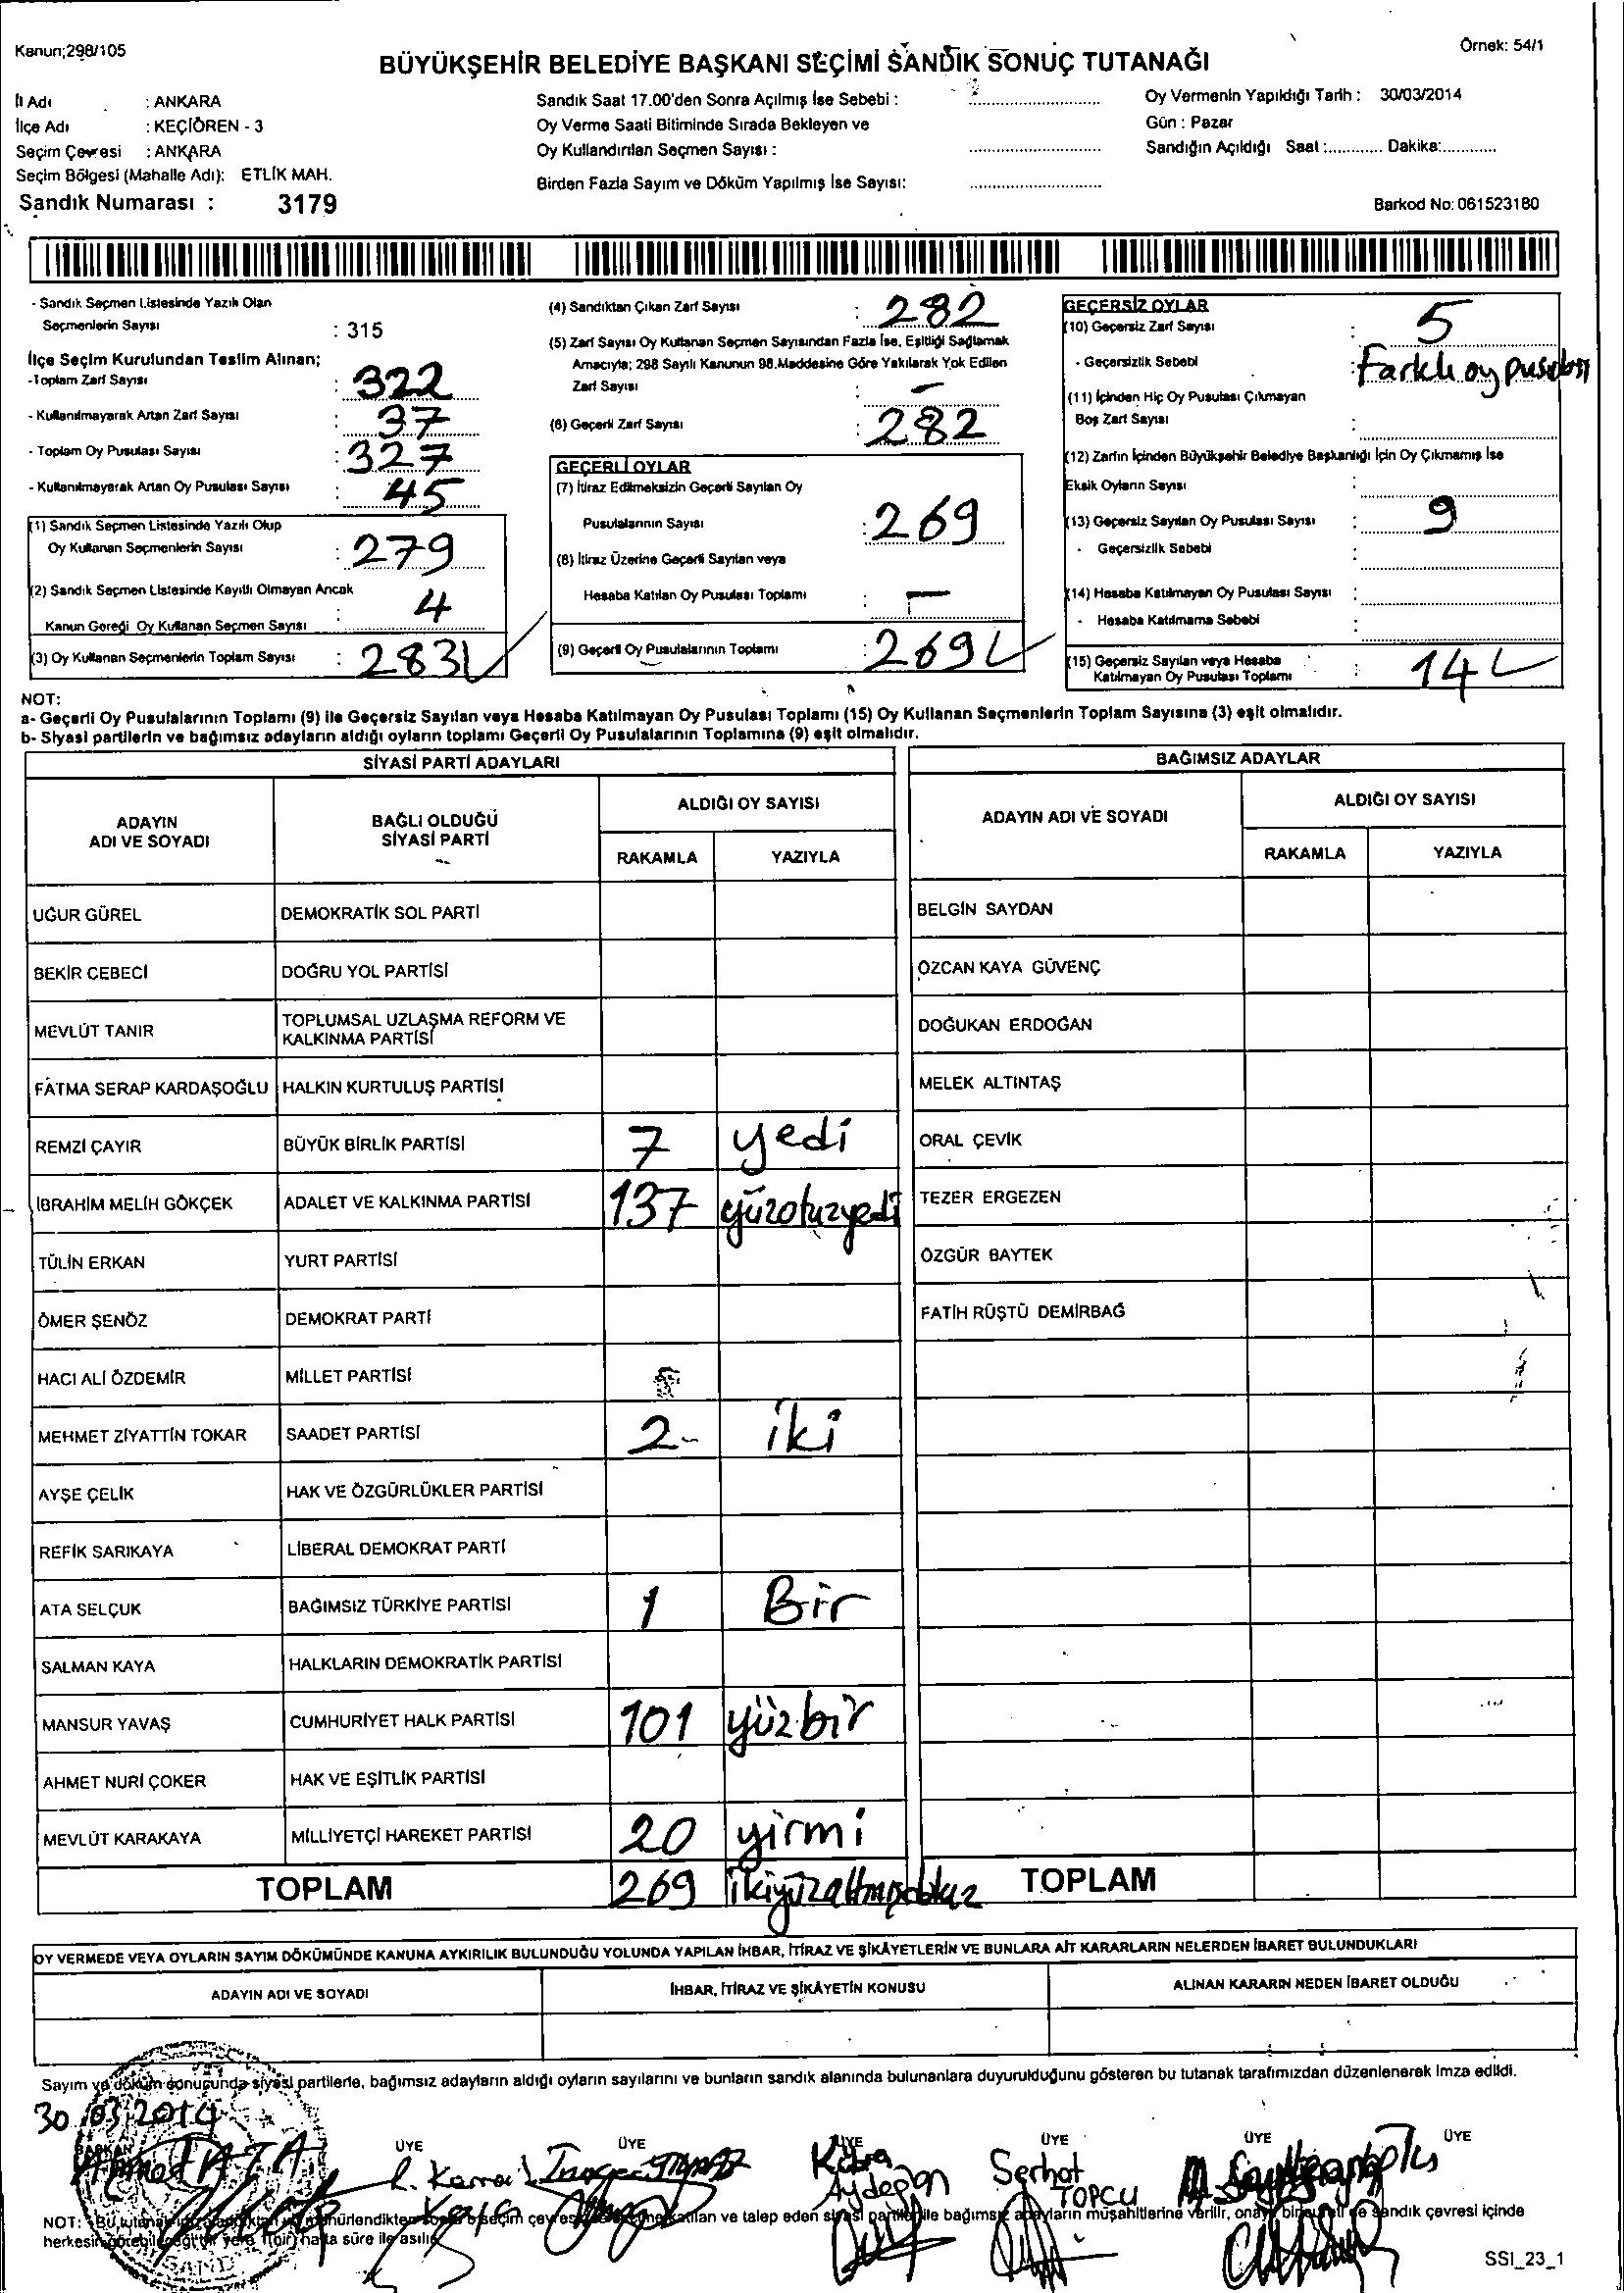 Kanun;298/105
Örnek: 54/1
BÜYÜKŞEHİR BELEDİYE BAŞKANI SEÇİMİ SANDIK SONUÇ TUTANAĞI
İl Adı : ANKARA
İlçe Adı : KEÇİÖREN - 3
Seçim Çevresi : ANKARA
Seçim Bölgesi (Mahalle Adı): ETLİK MAH.
Sandık Numarası : 3179
Sandık Saat 17.00'den Sonra Açılmış İse Sebebi :
Oy Verme Saati Bitiminde Sırada Bekleyen ve
Oy Kullandırılan Seçmen Sayısı :
Birden Fazla Sayım ve Döküm Yapılmış İse Sayısı:
Oy Vermenin Yapıldığı Tarih : 30/03/2014
Gün : Pazar
Sandığın Açıldığı Saat :............ Dakika:............
Barkod No: 061523180
- Sandık Seçmen Listesinde Yazılı Olan
Seçmenlerin Sayısı : 315
İlçe Seçim Kurulundan Teslim Alınan;
-Toplam Zarf Sayısı : 322
- Kullanılmayarak Artan Zarf Sayısı : 37
- Toplam Oy Pusulası Sayısı : 327
- Kullanılmayarak Artan Oy Pusulası Sayısı : 45
(1) Sandık Seçmen Listesinde Yazılı Olup
Oy Kullanan Seçmenlerin Sayısı : 279
(2) Sandık Seçmen Listesinde Kayıtlı Olmayan Ancak
Kanun Gereği Oy Kullanan Seçmen Sayısı : 4
(3) Oy Kullanan Seçmenlerin Toplam Sayısı : 283
(4) Sandıktan Çıkan Zarf Sayısı : 282
(5) Zarf Sayısı Oy Kullanan Seçmen Sayısından Fazla İse, Eşitliği Sağlamak
Amacıyla; 298 Sayılı Kanunun 98.Maddesine Göre Yakılarak Yok Edilen
Zarf Sayısı : -
(6) Geçerli Zarf Sayısı : 282
GEÇERLİ OYLAR
(7) İtiraz Edilmeksizin Geçerli Sayılan Oy
Pusulalarının Sayısı : 269
(8) İtiraz Üzerine Geçerli Sayılan veya
Hesaba Katılan Oy Pusulası Toplamı : -
(9) Geçerli Oy Pusulalarının Toplamı : 269
GEÇERSİZ OYLAR
(10) Geçersiz Zarf Sayısı : 5
- Geçersizlik Sebebi : Farklı oy pusulası
(11) İçinden Hiç Oy Pusulası Çıkmayan
Boş Zarf Sayısı :
(12) Zarfın İçinden Büyükşehir Belediye Başkanlığı İçin Oy Çıkmamış İse
Eksik Oyların Sayısı :
(13) Geçersiz Sayılan Oy Pusulası Sayısı : 9
- Geçersizlik Sebebi :
(14) Hesaba Katılmayan Oy Pusulası Sayısı :
- Hesaba Katılmama Sebebi :
(15) Geçersiz Sayılan veya Hesaba
Katılmayan Oy Pusulası Toplamı : 14
NOT:
a- Geçerli Oy Pusulalarının Toplamı (9) ile Geçersiz Sayılan veya Hesaba Katılmayan Oy Pusulası Toplamı (15) Oy Kullanan Seçmenlerin Toplam Sayısına (3) eşit olmalıdır.
b- Siyasi partilerin ve bağımsız adayların aldığı oyların toplamı Geçerli Oy Pusulalarının Toplamına (9) eşit olmalıdır.
SİYASİ PARTİ ADAYLARI
ADAYIN ADI VE SOYADI
BAĞLI OLDUĞU SİYASİ PARTİ
ALDIĞI OY SAYISI
RAKAMLA YAZIYLA
UĞUR GÜREL DEMOKRATİK SOL PARTİ
BEKİR CEBECİ DOĞRU YOL PARTİSİ
MEVLÜT TANIR TOPLUMSAL UZLAŞMA REFORM VE KALKINMA PARTİSİ
FATMA SERAP KARDAŞOĞLU HALKIN KURTULUŞ PARTİSİ
REMZİ ÇAYIR BÜYÜK BİRLİK PARTİSİ 7 yedi
İBRAHİM MELİH GÖKÇEK ADALET VE KALKINMA PARTİSİ 137 yüzotuzyedi
TÜLİN ERKAN YURT PARTİSİ
ÖMER ŞENÖZ DEMOKRAT PARTİ
HACI ALİ ÖZDEMİR MİLLET PARTİSİ
MEHMET ZİYATTİN TOKAR SAADET PARTİSİ 2- iki
AYŞE ÇELİK HAK VE ÖZGÜRLÜKLER PARTİSİ
REFİK SARIKAYA LİBERAL DEMOKRAT PARTİ
ATA SELÇUK BAĞIMSIZ TÜRKİYE PARTİSİ 1 Bir
SALMAN KAYA HALKLARIN DEMOKRATİK PARTİSİ
MANSUR YAVAŞ CUMHURİYET HALK PARTİSİ 101 yüzbir
AHMET NURİ ÇOKER HAK VE EŞİTLİK PARTİSİ
MEVLÜT KARAKAYA MİLLİYETÇİ HAREKET PARTİSİ 20 yirmi
TOPLAM 269 ikiyüzaltmışdokuz
BAĞIMSIZ ADAYLAR
ADAYIN ADI VE SOYADI
ALDIĞI OY SAYISI
RAKAMLA YAZIYLA
BELGİN SAYDAN
ÖZCAN KAYA GÜVENÇ
DOĞUKAN ERDOĞAN
MELEK ALTINTAŞ
ORAL ÇEVİK
TEZER ERGEZEN
ÖZGÜR BAYTEK
FATİH RÜŞTÜ DEMİRBAĞ
TOPLAM
OY VERMEDE VEYA OYLARIN SAYIM DÖKÜMÜNDE KANUNA AYKIRILIK BULUNDUĞU YOLUNDA YAPILAN İHBAR, İTİRAZ VE ŞİKÂYETLERİN VE BUNLARA AİT KARARLARIN NELERDEN İBARET BULUNDUKLARI
ADAYIN ADI VE SOYADI
İHBAR, İTİRAZ VE ŞİKÂYETİN KONUSU
ALINAN KARARIN NEDEN İBARET OLDUĞU
Sayım ve döküm sonucunda siyasi partilerle, bağımsız adayların aldığı oyların sayılarını ve bunların sandık alanında bulunanlara duyurulduğunu gösteren bu tutanak tarafımızdan düzenlenerek imza edildi.
30.03.2014
BAŞKAN ÜYE ÜYE ÜYE ÜYE ÜYE ÜYE
Ahmet ATA
Kübra Aydoğan
Serhat TOPCU
NOT: Bu tutanak
seçim çevresi
ve talep eden siyasi partiler ile bağımsız adayların müşahitlerine verilir, onaylı bir sureti de sandık çevresi içinde
herkesin görebileceği bir yere 1(bir) hafta süre ile asılır.
SSI_23_1